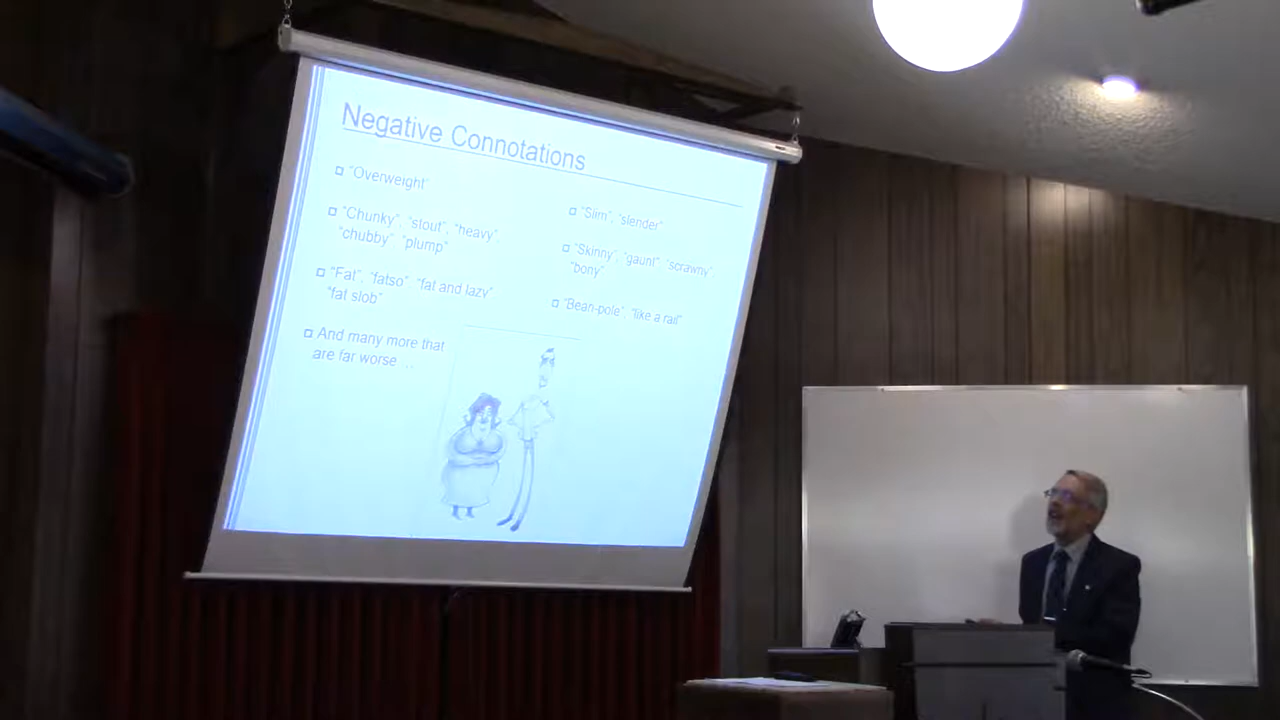 Negative Connotations
"Overweight"
"Chunky", "stout", "heavy",
"chubby", "plump"
"Fat", "fatso", "fat and lazy"
"fat slob"
And many more that
are far worse ...
"Slim", "slender"
"Skinny", "gaunt", "scrawny",
"bony"
"Bean-pole", "like a rail"